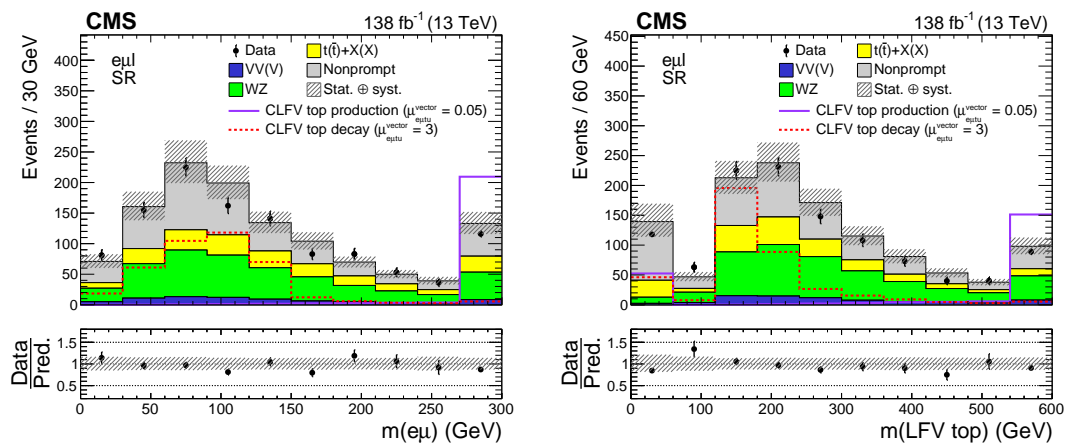 CMS 138 fb⁻¹ (13 TeV)
Events / 30 GeV
400
350
300
250
200
150
100
50
0
eμl
SR
Data t(t̄)+X(X)
VV(V) Nonprompt
WZ Stat. ⊕ syst.
CLFV top production (μ^vector_eμtu = 0.05)
CLFV top decay (μ^vector_eμtu = 3)
Data
Pred.
1.5
1
0.5
0 50 100 150 200 250 300
m(eμ) (GeV)
CMS 138 fb⁻¹ (13 TeV)
Events / 60 GeV
400
350
300
250
200
150
100
50
0
eμl
SR
Data t(t̄)+X(X)
VV(V) Nonprompt
WZ Stat. ⊕ syst.
CLFV top production (μ^vector_eμtu = 0.05)
CLFV top decay (μ^vector_eμtu = 3)
Data
Pred.
1.5
1
0.5
0 100 200 300 400 500 600
m(LFV top) (GeV)